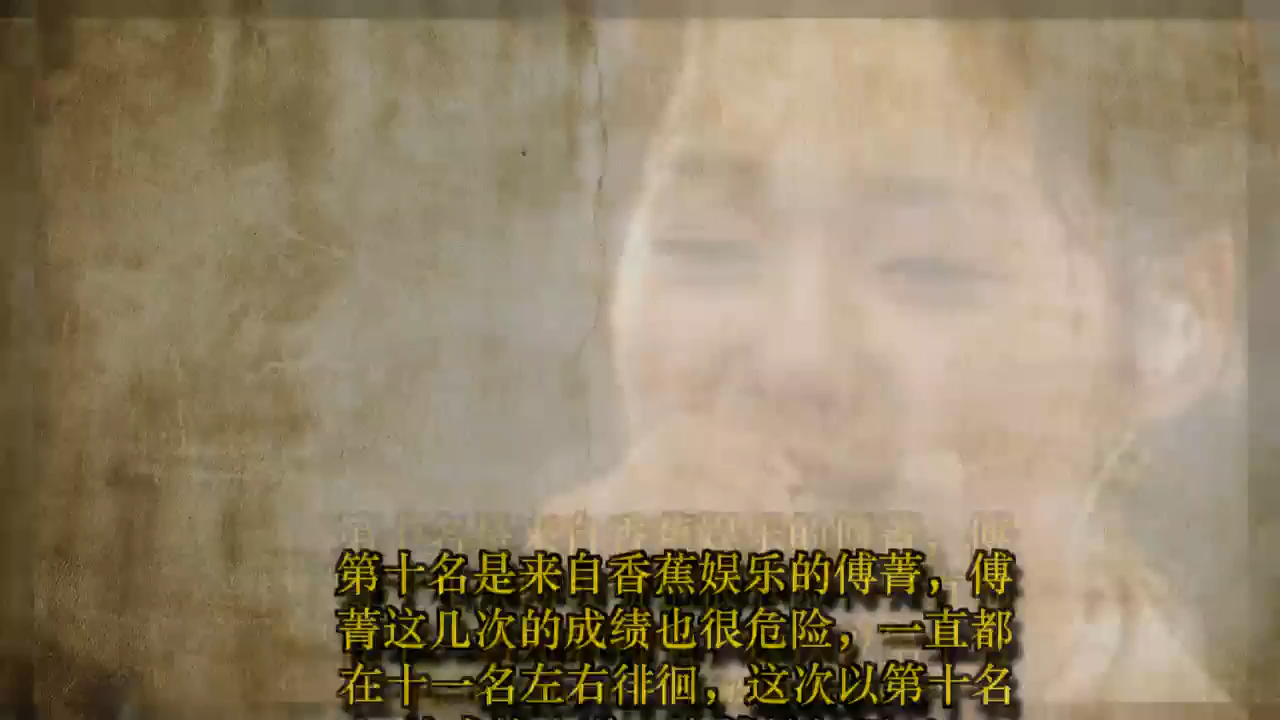 第十名是来自香蕉娱乐的傅菁，傅
菁这几次的成绩也很危险，一直都
在十一名左右徘徊，这次以第十名